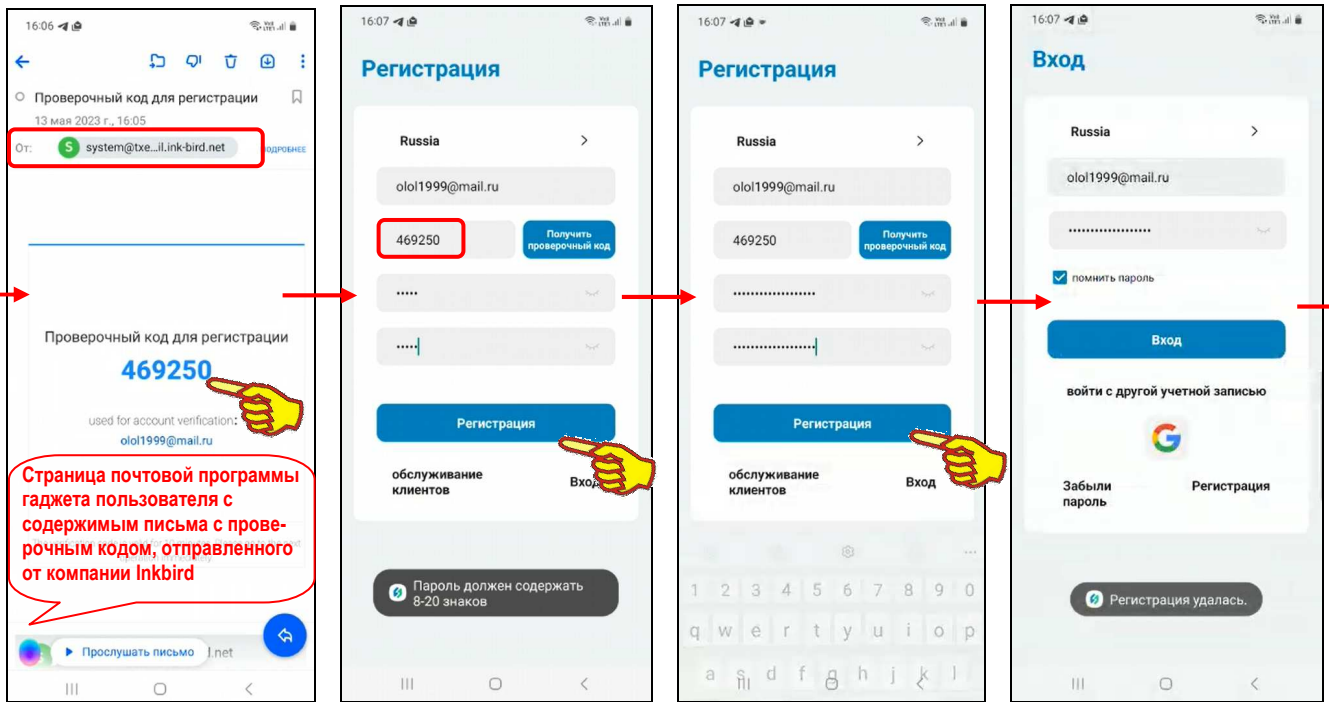 16:06
Проверочный код для регистрации
13 мая 2023 г., 16:05
От:
S
system@txe...il.ink-bird.net
ПОДРОБНЕЕ
Проверочный код для регистрации
469250
used for account verification:
olol1999@mail.ru
Страница почтовой программы
гаджета пользователя с
содержимым письма с прове-
рочным кодом, отправленного
от компании Inkbird
Прослушать письмо
l.net
16:07
Регистрация
Russia
olol1999@mail.ru
469250
Получить
проверочный код
•••••
•••••
Регистрация
обслуживание
клиентов
Вход
Пароль должен содержать
8-20 знаков
16:07
Регистрация
Russia
olol1999@mail.ru
469250
Получить
проверочный код
•••••••••••••••••••
•••••••••••••••••••
Регистрация
обслуживание
клиентов
Вход
1 2 3 4 5 6 7 8 9 0
q w e r t y u i o p
a s d f g h j k l
16:07
Вход
Russia
olol1999@mail.ru
•••••••••••••••••••
помнить пароль
Вход
войти с другой учетной записью
G
Забыли
пароль
Регистрация
Регистрация удалась.